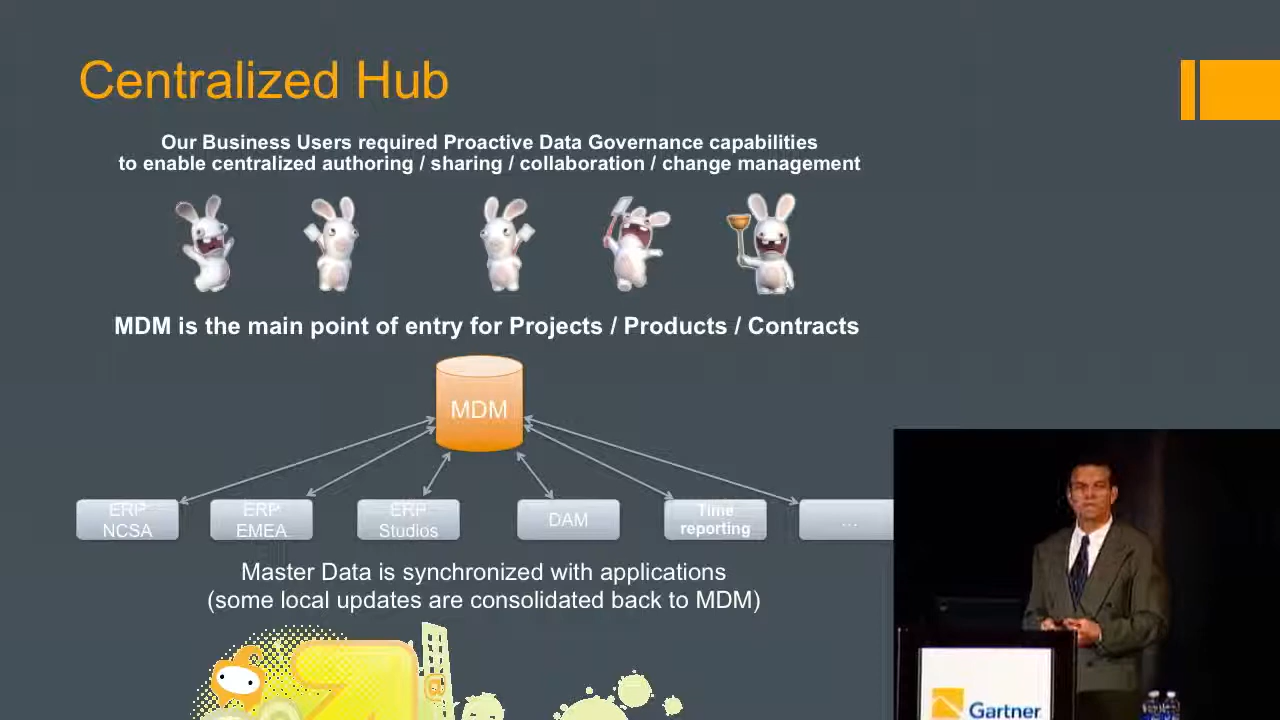 Centralized Hub
Our Business Users required Proactive Data Governance capabilities
to enable centralized authoring / sharing / collaboration / change management
MDM is the main point of entry for Projects / Products / Contracts
MDM
ERP
NCSA
ERP
EMEA
ERP
Studios
DAM
Time
reporting
...
Master Data is synchronized with applications
(some local updates are consolidated back to MDM)
Gartner